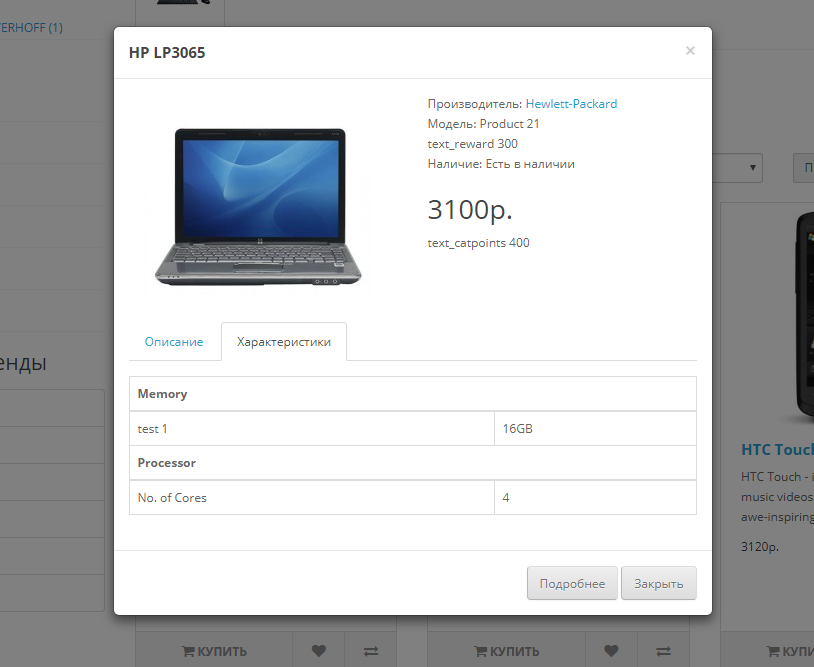 VERHOFF (1)
HP LP3065
×
Производитель: Hewlett-Packard
Модель: Product 21
text_reward 300
Наличие: Есть в наличии
3100р.
text_catpoints 400
Описание
Характеристики
Memory
test 1 16GB
Processor
No. of Cores 4
Подробнее
Закрыть
енды
П
HTC Touch
HTC Touch -
music videos
awe-inspiring
3120р.
КУПИТЬ
КУПИТЬ
КУПИ